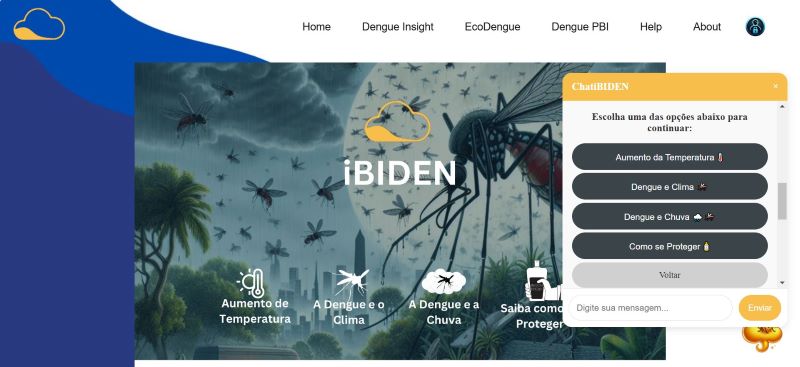 Home Dengue Insight EcoDengue Dengue PBI Help About
iBIDEN
Aumento de
Temperatura
A Dengue e o
Clima
A Dengue e a
Chuva
Saiba como
Proteger
ChatiBIDEN ×
Escolha uma das opções abaixo para
continuar:
Aumento da Temperatura
Dengue e Clima
Dengue e Chuva
Como se Proteger
Voltar
Digite sua mensagem... Enviar